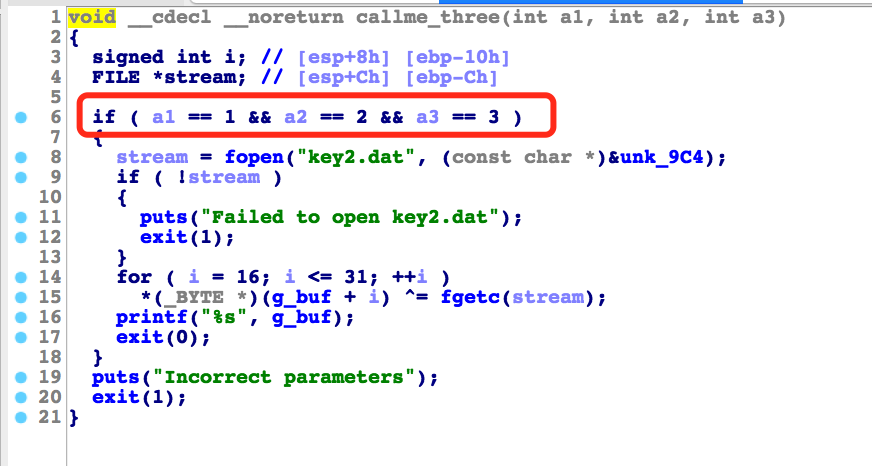 1 void __cdecl __noreturn callme_three(int a1, int a2, int a3)
2 {
3 signed int i; // [esp+8h] [ebp-10h]
4 FILE *stream; // [esp+Ch] [ebp-Ch]
5
6 if ( a1 == 1 && a2 == 2 && a3 == 3 )
7 {
8 stream = fopen("key2.dat", (const char *)&unk_9C4);
9 if ( !stream )
10 {
11 puts("Failed to open key2.dat");
12 exit(1);
13 }
14 for ( i = 16; i <= 31; ++i )
15 *(_BYTE *)(g_buf + i) ^= fgetc(stream);
16 printf("%s", g_buf);
17 exit(0);
18 }
19 puts("Incorrect parameters");
20 exit(1);
21 }